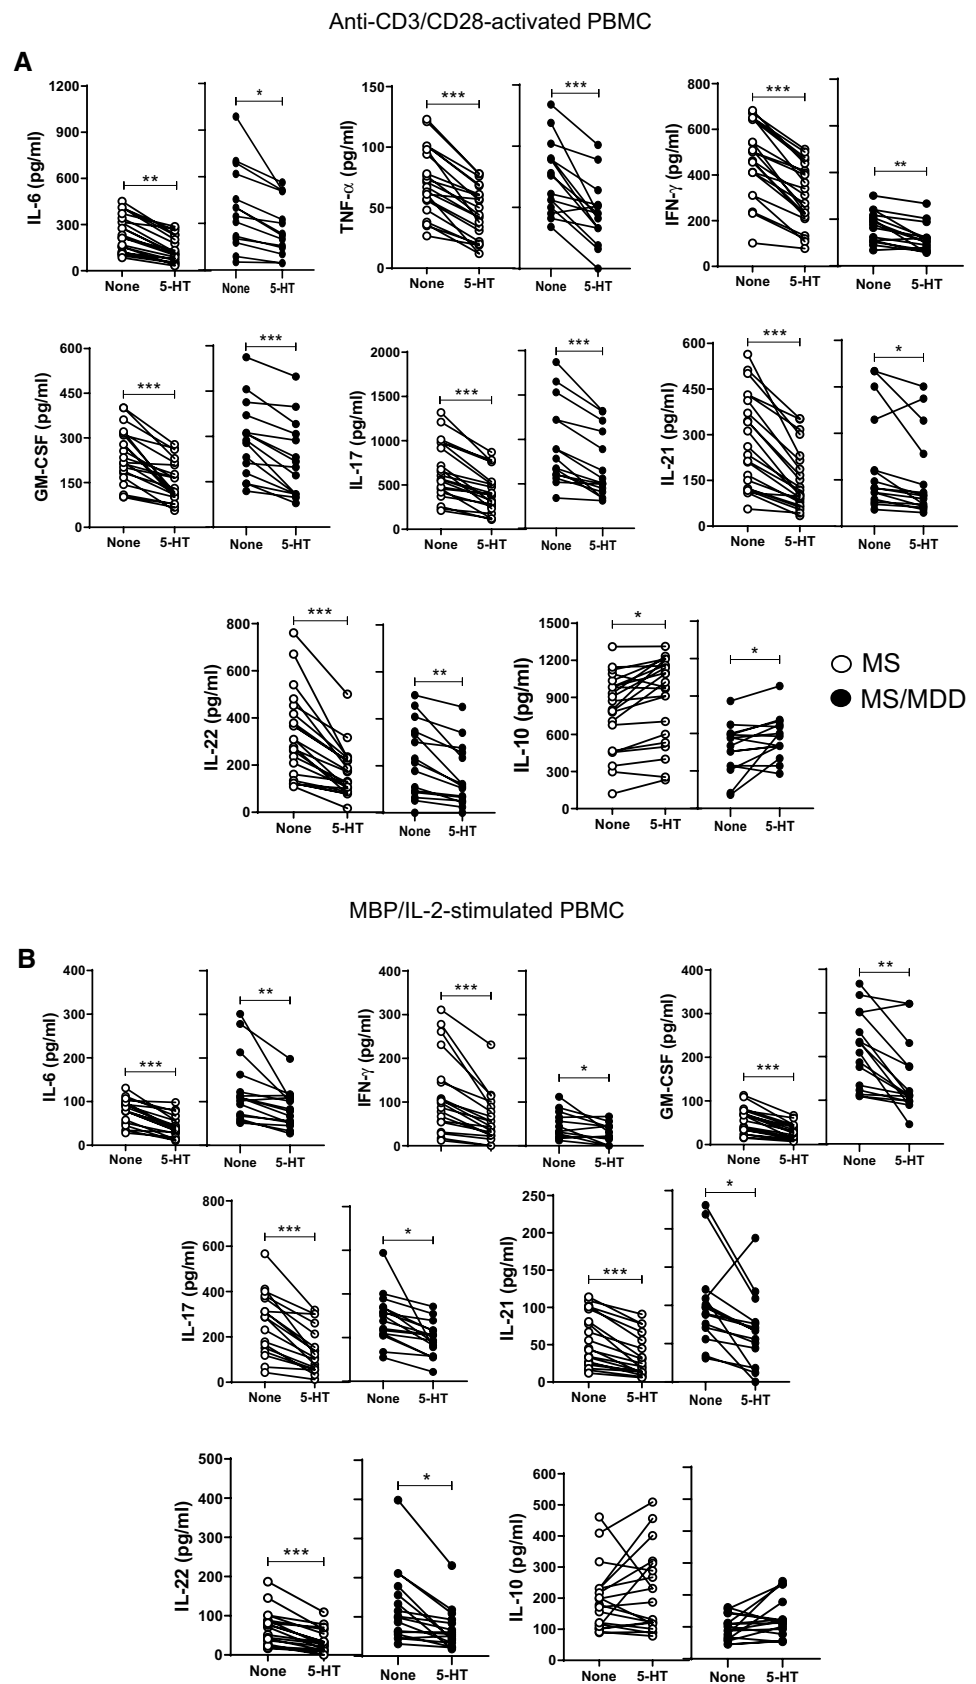 Anti-CD3/CD28-activated PBMC
A
IL-6 (pg/ml)
1200
900
600
300
0
**
*
None 5-HT
None 5-HT
TNF-α (pg/ml)
150
100
50
0
***
***
None 5-HT
None 5-HT
IFN-γ (pg/ml)
800
600
400
200
0
***
**
None 5-HT
None 5-HT
GM-CSF (pg/ml)
600
450
300
150
0
***
***
None 5-HT
None 5-HT
IL-17 (pg/ml)
2000
1500
1000
500
0
***
***
None 5-HT
None 5-HT
IL-21 (pg/ml)
600
450
300
150
0
***
*
None 5-HT
None 5-HT
IL-22 (pg/ml)
800
600
400
200
0
***
**
None 5-HT
None 5-HT
IL-10 (pg/ml)
1500
1200
900
600
300
0
*
*
None 5-HT
None 5-HT
MS
MS/MDD
MBP/IL-2-stimulated PBMC
B
IL-6 (pg/ml)
400
300
200
100
0
***
**
None 5-HT
None 5-HT
IFN-γ (pg/ml)
400
300
200
100
0
***
*
None 5-HT
None 5-HT
GM-CSF (pg/ml)
400
300
200
100
0
***
**
None 5-HT
None 5-HT
IL-17 (pg/ml)
800
600
400
200
0
***
*
None 5-HT
None 5-HT
IL-21 (pg/ml)
250
200
150
100
50
0
***
*
None 5-HT
None 5-HT
IL-22 (pg/ml)
500
400
300
200
100
0
***
*
None 5-HT
None 5-HT
IL-10 (pg/ml)
600
500
400
300
200
100
0
None 5-HT
None 5-HT